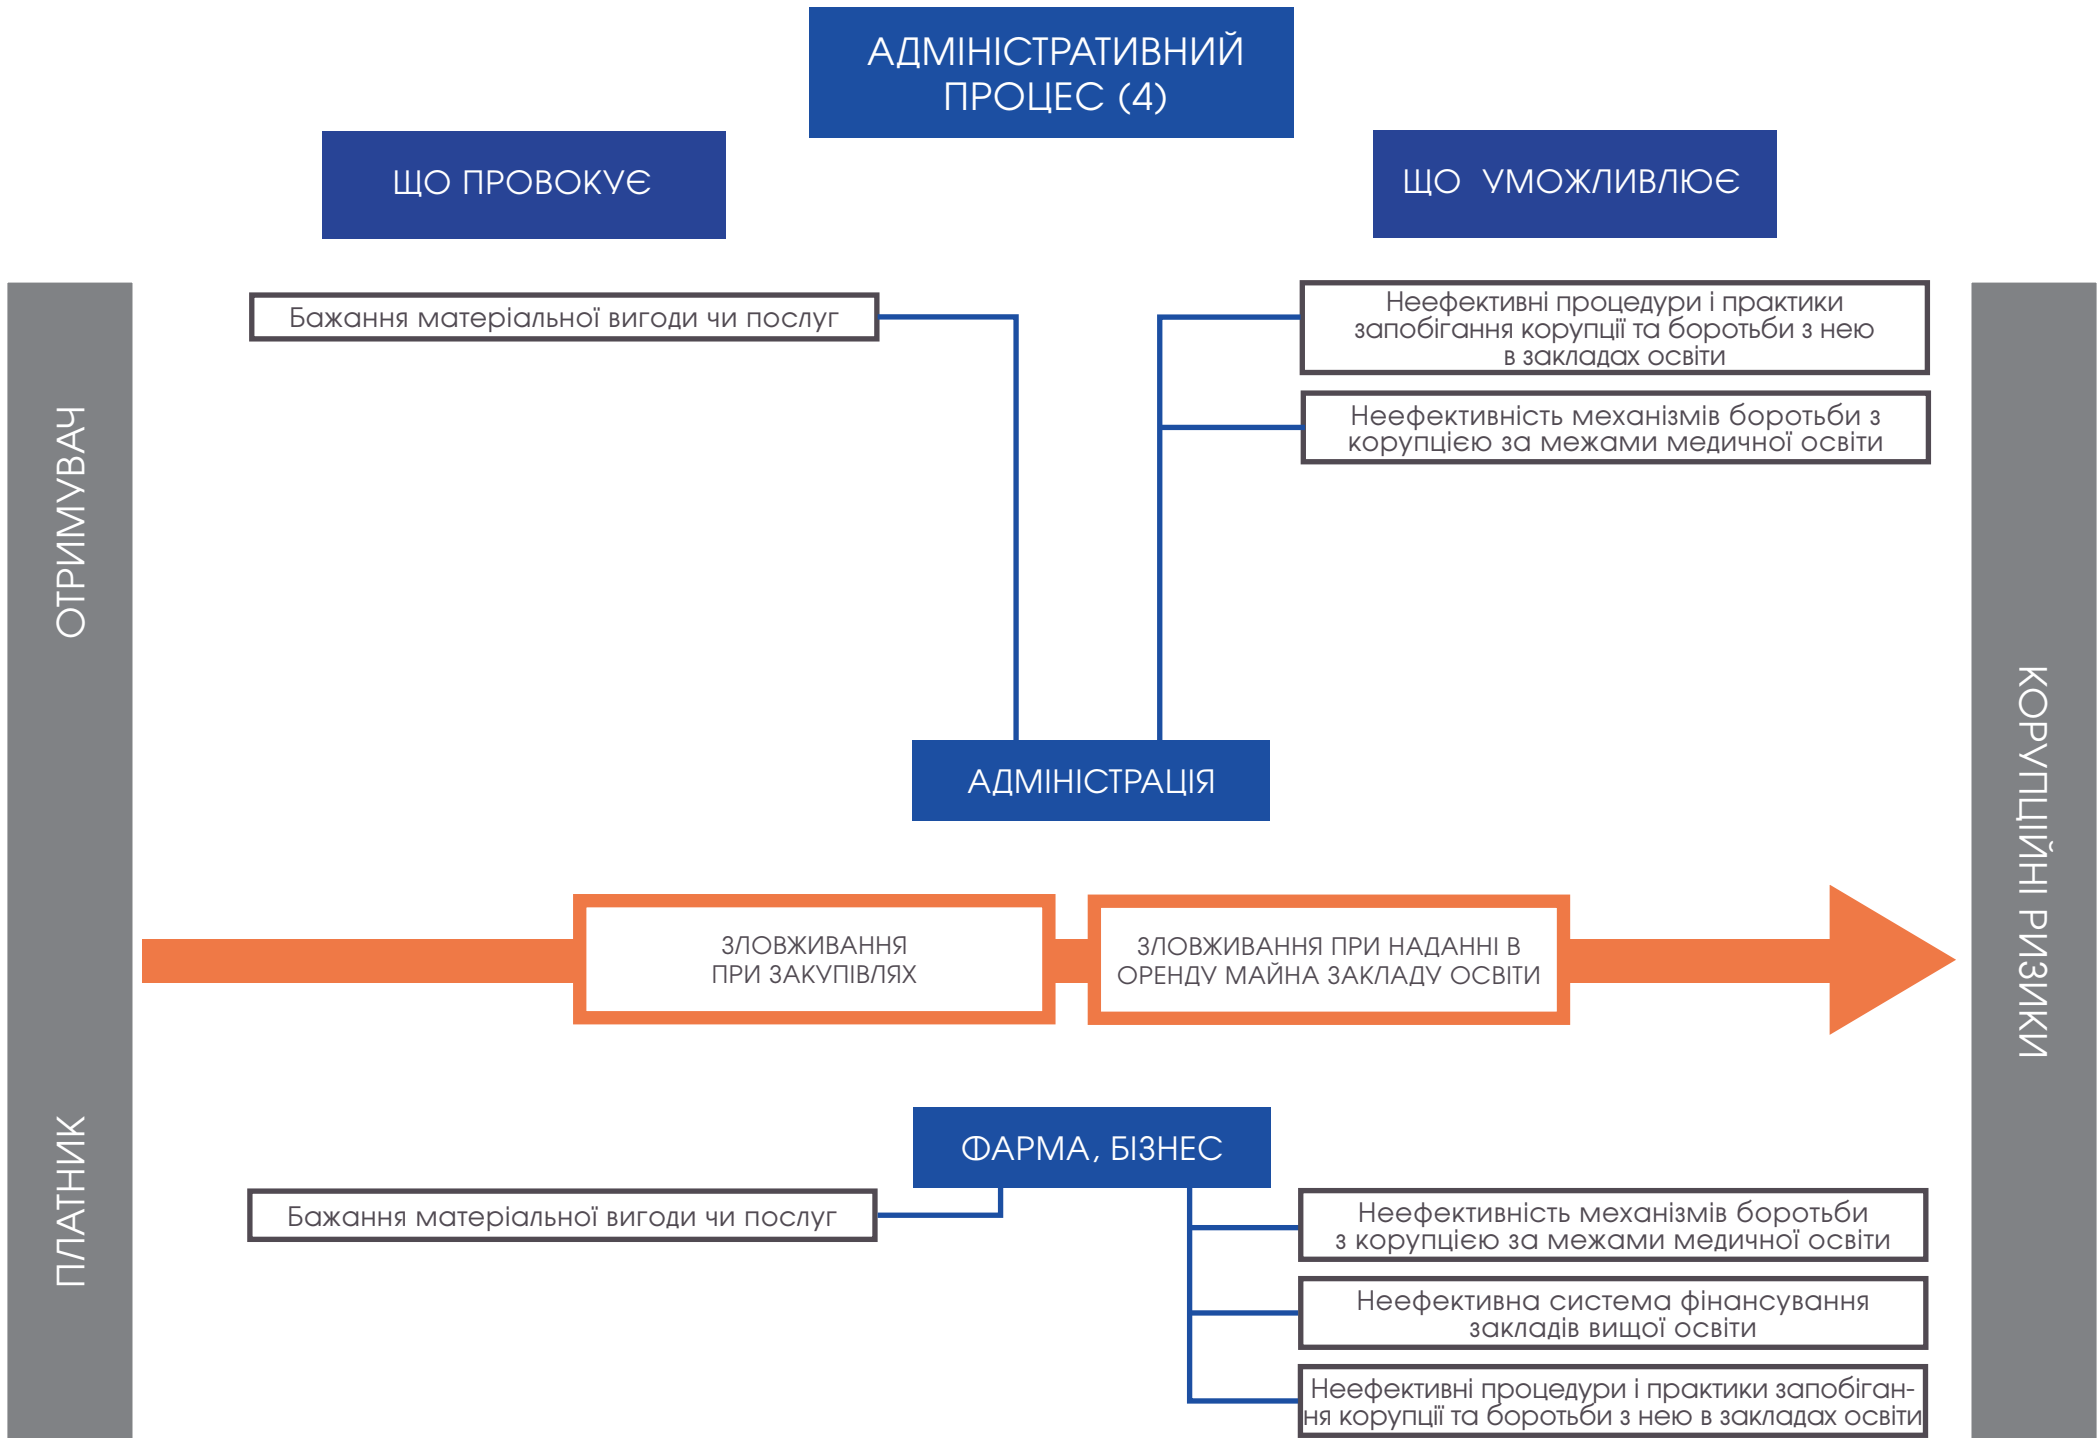 АДМІНІСТРАТИВНИЙ
ПРОЦЕС (4)
ЩО ПРОВОКУЄ
ЩО УМОЖЛИВЛЮЄ
ОТРИМУВАЧ
Бажання матеріальної вигоди чи послуг
Неефективні процедури і практики
запобігання корупції та боротьби з нею
в закладах освіти
Неефективність механізмів боротьби з
корупцією за межами медичної освіти
АДМІНІСТРАЦІЯ
КОРУПЦІЙНІ РИЗИКИ
ЗЛОВЖИВАННЯ
ПРИ ЗАКУПІВЛЯХ
ЗЛОВЖИВАННЯ ПРИ НАДАННІ В
ОРЕНДУ МАЙНА ЗАКЛАДУ ОСВІТИ
ПЛАТНИК
ФАРМА, БІЗНЕС
Бажання матеріальної вигоди чи послуг
Неефективність механізмів боротьби
з корупцією за межами медичної освіти
Неефективна система фінансування
закладів вищої освіти
Неефективні процедури і практики запобіган-
ня корупції та боротьби з нею в закладах освіти